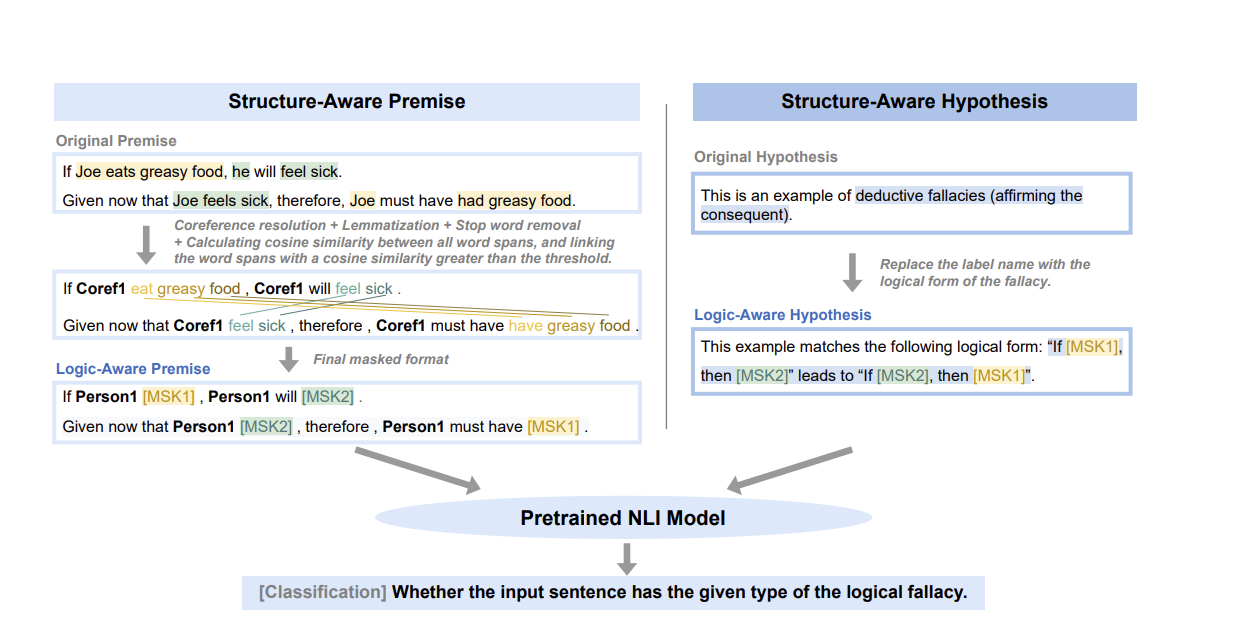 Structure-Aware Premise
Original Premise
If Joe eats greasy food, he will feel sick.
Given now that Joe feels sick, therefore, Joe must have had greasy food.
Coreference resolution + Lemmatization + Stop word removal
+ Calculating cosine similarity between all word spans, and linking
the word spans with a cosine similarity greater than the threshold.
If Coref1 eat greasy food , Coref1 will feel sick .
Given now that Coref1 feel sick , therefore , Coref1 must have have greasy food .
Final masked format
Logic-Aware Premise
If Person1 [MSK1] , Person1 will [MSK2] .
Given now that Person1 [MSK2] , therefore , Person1 must have [MSK1] .
Structure-Aware Hypothesis
Original Hypothesis
This is an example of deductive fallacies (affirming the
consequent).
Replace the label name with the
logical form of the fallacy.
Logic-Aware Hypothesis
This example matches the following logical form: “If [MSK1],
then [MSK2]” leads to “If [MSK2], then [MSK1]”.
Pretrained NLI Model
[Classification] Whether the input sentence has the given type of the logical fallacy.